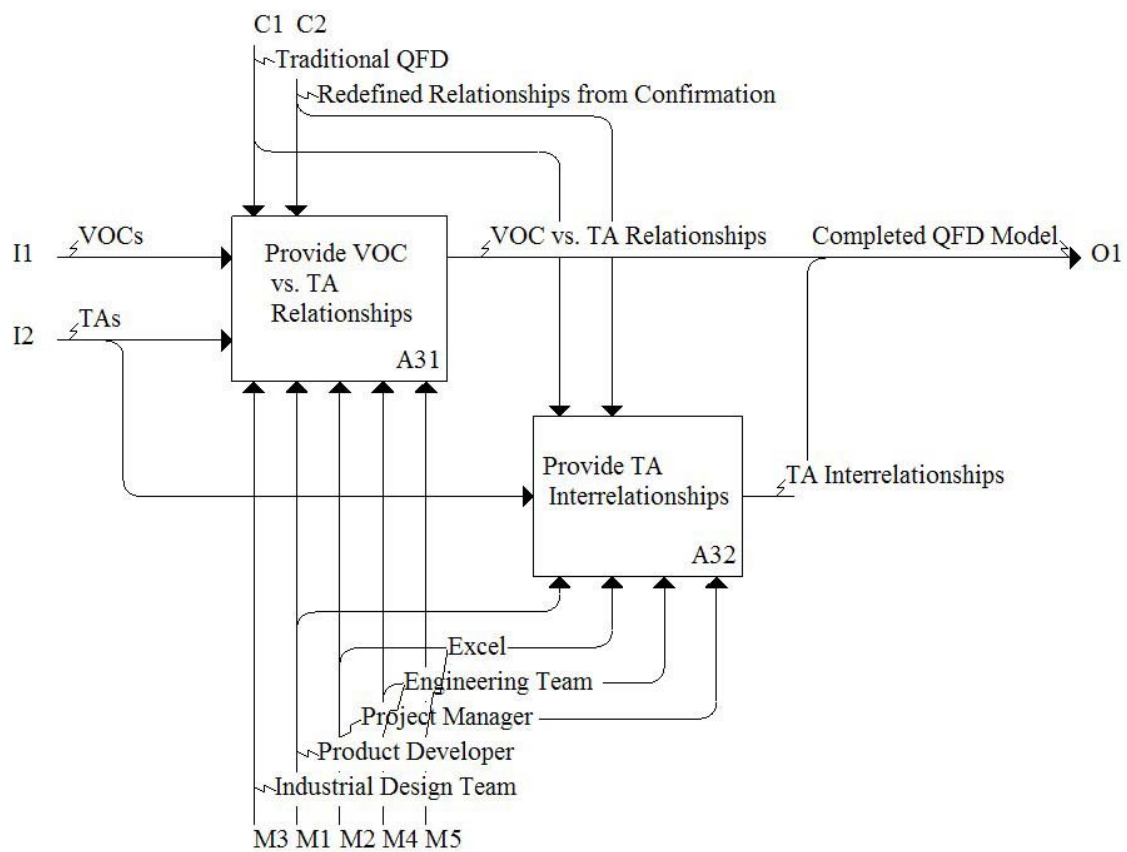 C1 C2
Traditional QFD
Redefined Relationships from Confirmation
I1
VOCs
Provide VOC
vs. TA
Relationships
A31
VOC vs. TA Relationships
Completed QFD Model
O1
I2
TAs
Provide TA
Interrelationships
A32
TA Interrelationships
Excel
Engineering Team
Project Manager
Product Developer
Industrial Design Team
M3 M1 M2 M4 M5